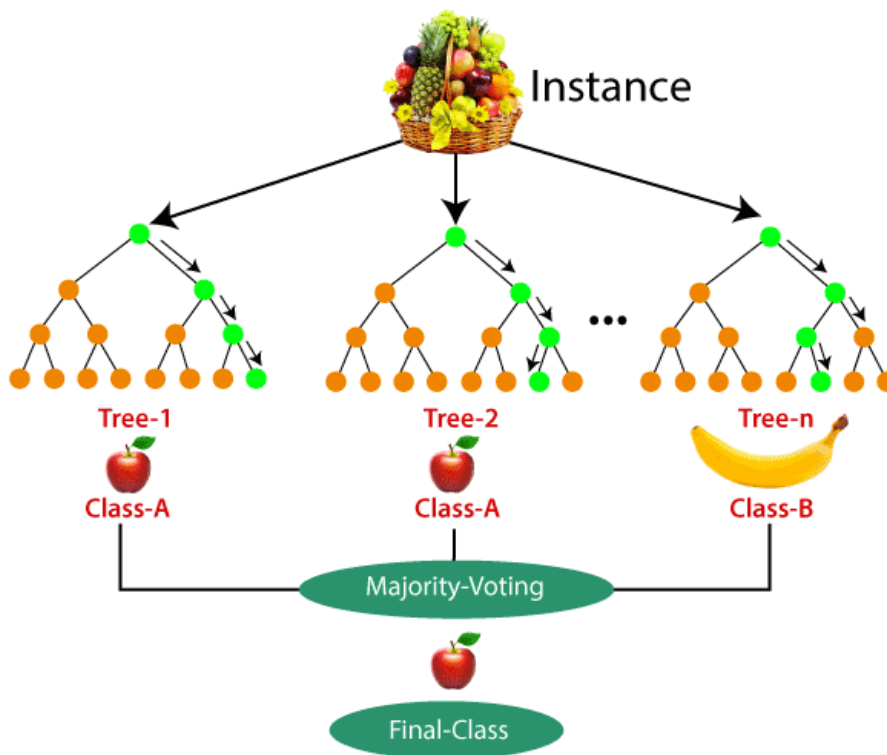 Instance
...
Tree-1
Tree-2
Tree-n
Class-A
Class-A
Class-B
Majority-Voting
Final-Class